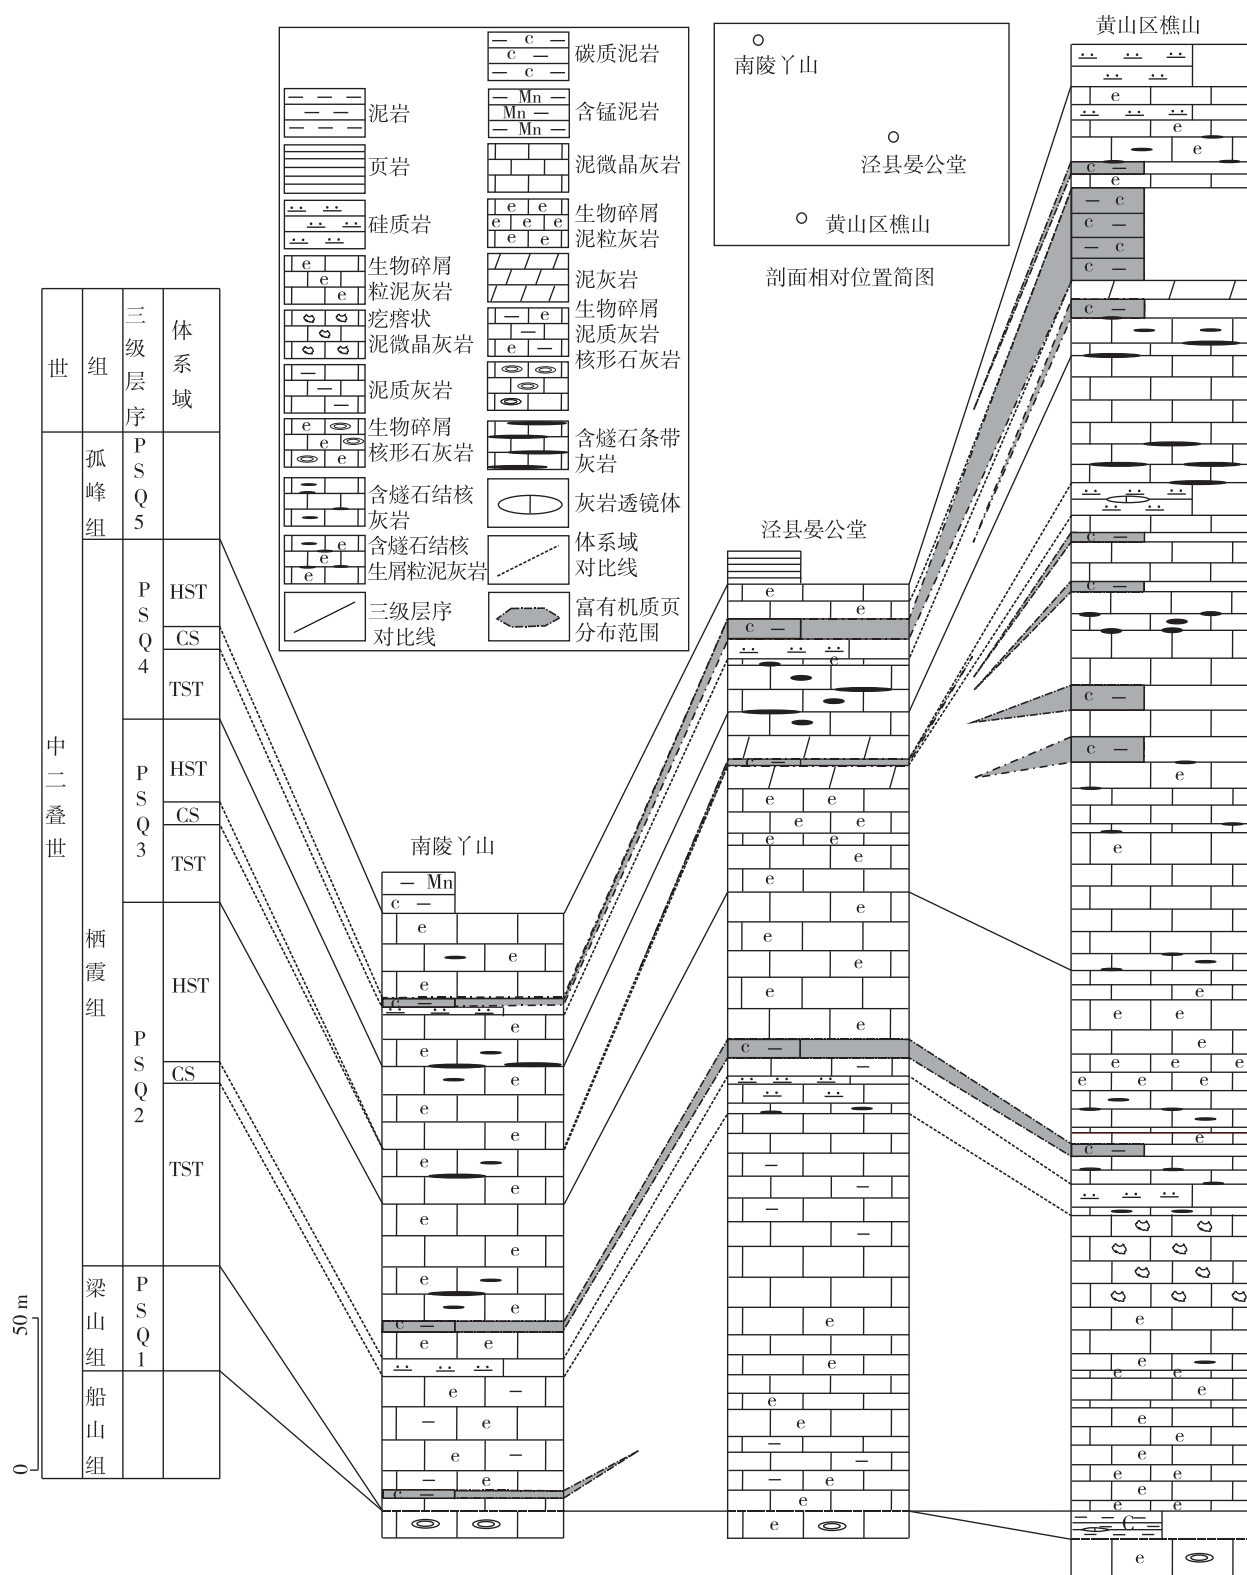 黄山区樵山
碳质泥岩
泥岩
含锰泥岩
页岩
泥微晶灰岩
硅质岩
生物碎屑
泥粒灰岩
生物碎屑
粒泥灰岩
泥灰岩
疙瘩状
泥微晶灰岩
生物碎屑
泥质灰岩
核形石灰岩
泥质灰岩
生物碎屑
核形石灰岩
含燧石条带
灰岩
含燧石结核
灰岩
灰岩透镜体
含燧石结核
生屑粒泥灰岩
体系域
对比线
三级层序
对比线
富有机质页
分布范围
南陵丫山
泾县晏公堂
黄山区樵山
剖面相对位置简图
泾县晏公堂
南陵丫山
世
组
三级层序
体系域
中二叠世
孤峰组
栖霞组
梁山组
船山组
PSQ5
PSQ4
HST
CS
TST
PSQ3
HST
CS
TST
PSQ2
HST
CS
TST
PSQ1
50 m
0
Mn
c